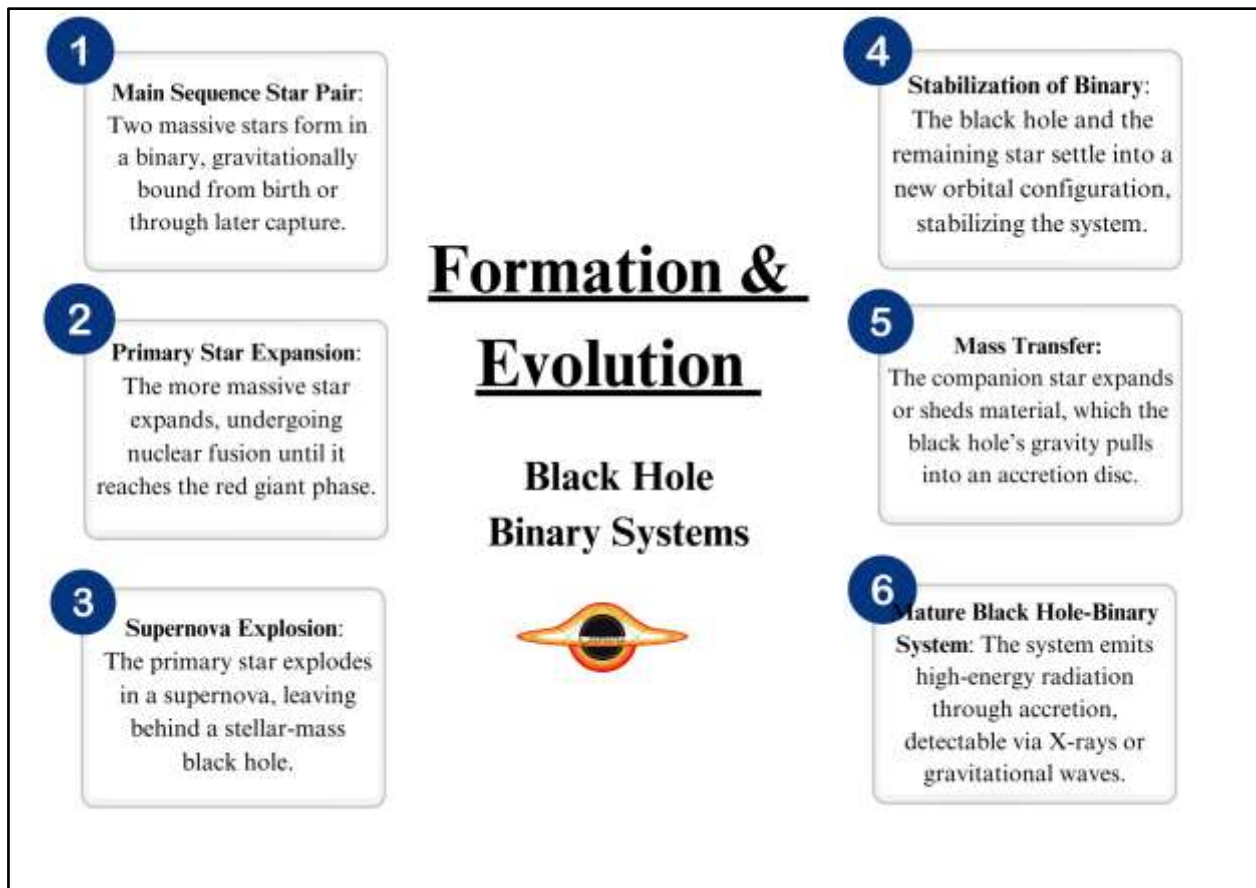 1
Main Sequence Star Pair:
Two massive stars form in
a binary, gravitationally
bound from birth or
through later capture.
2
Primary Star Expansion:
The more massive star
expands, undergoing
nuclear fusion until it
reaches the red giant phase.
3
Supernova Explosion:
The primary star explodes
in a supernova, leaving
behind a stellar-mass
black hole.
Formation &
Evolution
Black Hole
Binary Systems
4
Stabilization of Binary:
The black hole and the
remaining star settle into a
new orbital configuration,
stabilizing the system.
5
Mass Transfer:
The companion star expands
or sheds material, which the
black hole’s gravity pulls
into an accretion disc.
6
Mature Black Hole-Binary
System: The system emits
high-energy radiation
through accretion,
detectable via X-rays or
gravitational waves.